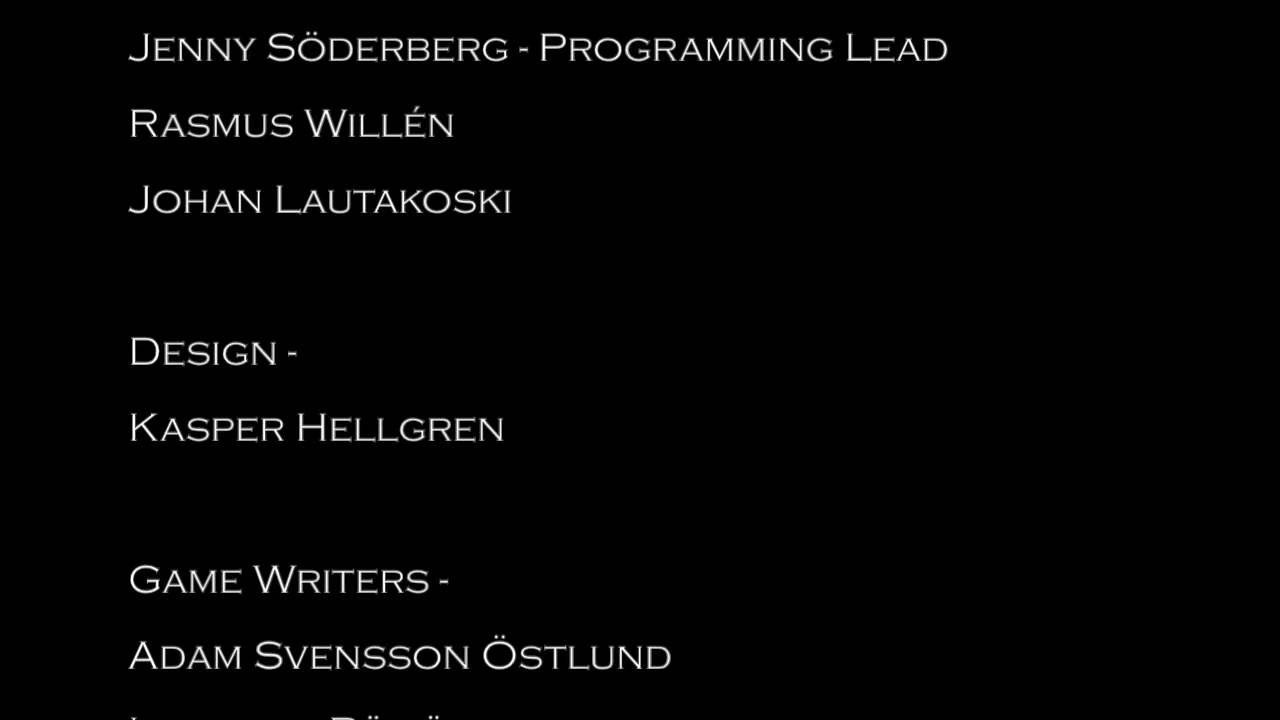 Jenny Söderberg - Programming Lead
Rasmus Willén
Johan Lautakoski
Design -
Kasper Hellgren
Game Writers -
Adam Svensson Östlund